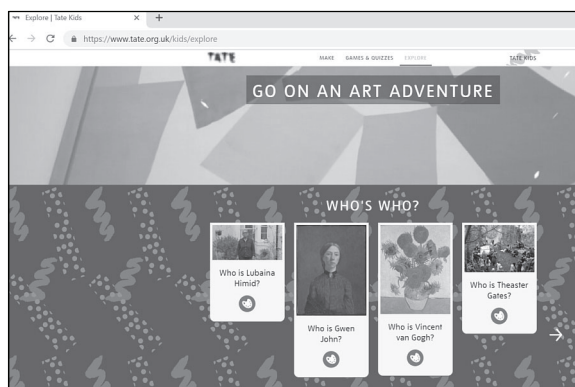 Explore | Tate Kids
https://www.tate.org.uk/kids/explore
TATE
MAKE GAMES & QUIZZES EXPLORE
TATE KIDS
GO ON AN ART ADVENTURE
WHO'S WHO?
Who is Lubaina
Himid?
Who is Gwen
John?
Who is Vincent
van Gogh?
Who is Theaster
Gates?